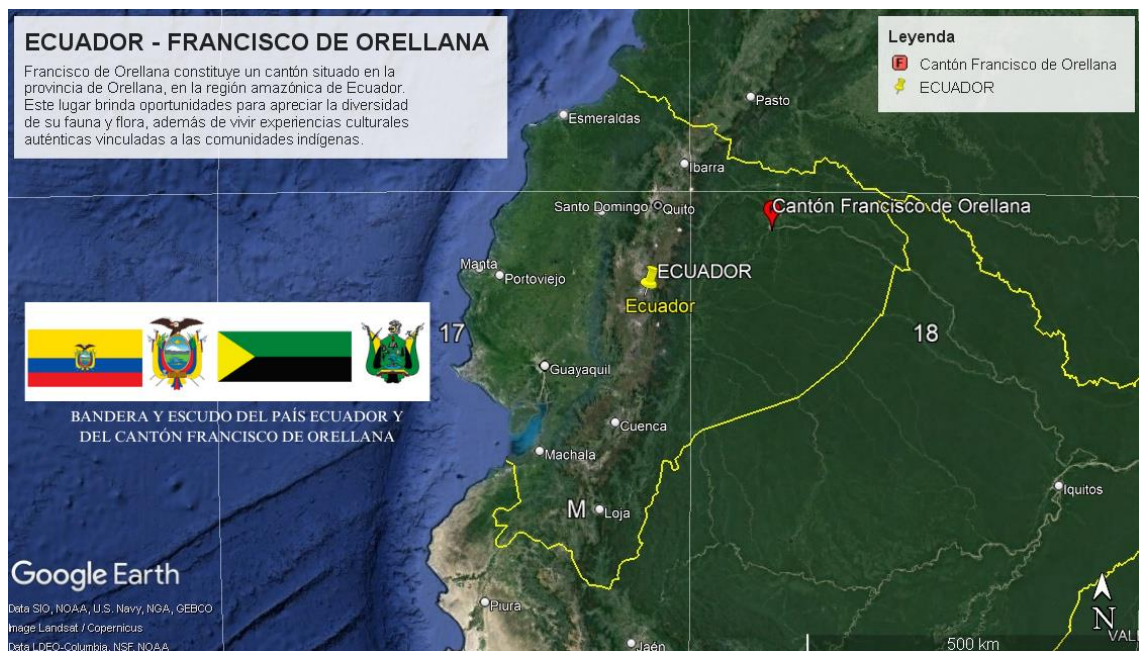 ECUADOR - FRANCISCO DE ORELLANA
Francisco de Orellana constituye un cantón situado en la
provincia de Orellana, en la región amazónica de Ecuador.
Este lugar brinda oportunidades para apreciar la diversidad
de su fauna y flora, además de vivir experiencias culturales
auténticas vinculadas a las comunidades indígenas.
Leyenda
F Cantón Francisco de Orellana
ECUADOR
Pasto
Esmeraldas
Ibarra
Santo Domingo
Quito
Cantón Francisco de Orellana
Manta
Portoviejo
ECUADOR
Ecuador
17
18
Guayaquil
BANDERA Y ESCUDO DEL PAÍS ECUADOR Y
DEL CANTÓN FRANCISCO DE ORELLANA
Cuenca
Machala
Iquitos
M
Loja
Google Earth
Data SIO, NOAA, U.S. Navy, NGA, GEBCO
Image Landsat / Copernicus
Data LDEO-Columbia, NSF, NOAA
Piura
Jaén
500 km
N
VAL